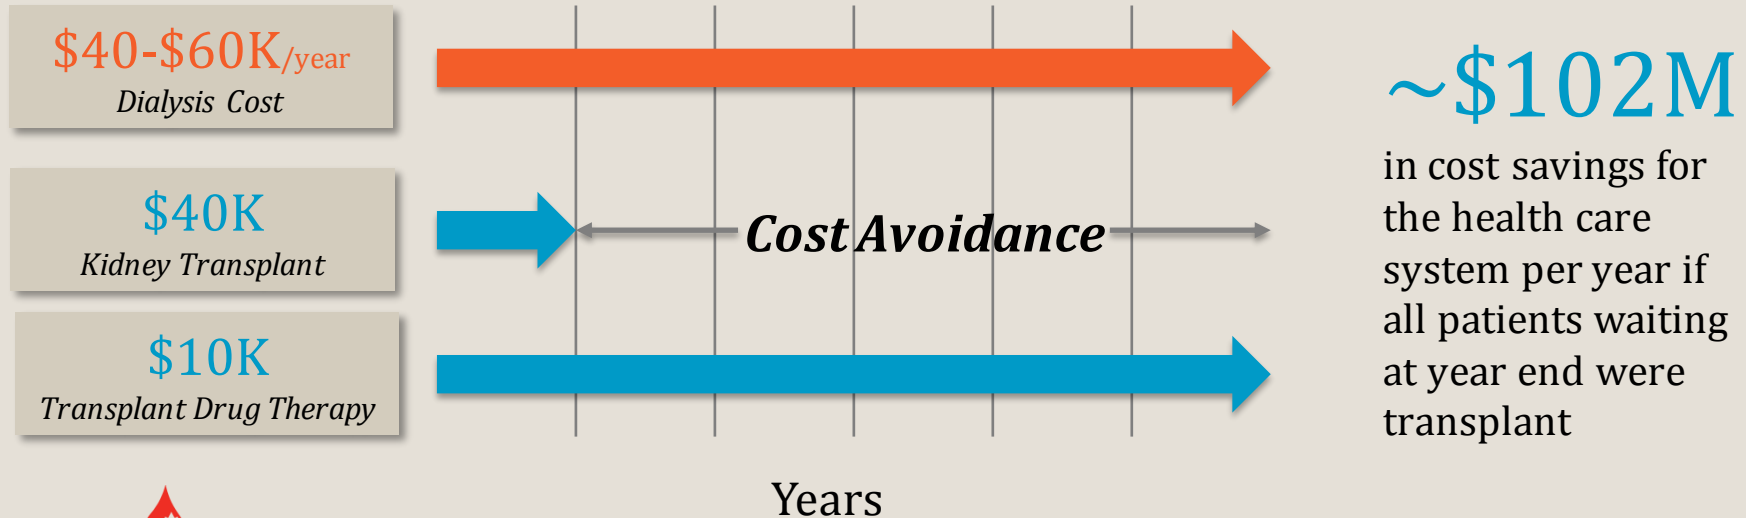 $40-$60K/year
Dialysis Cost
$40K
Kidney Transplant
$10K
Transplant Drug Therapy
Cost Avoidance
Years
~$102M
in cost savings for
the health care
system per year if
all patients waiting
at year end were
transplant